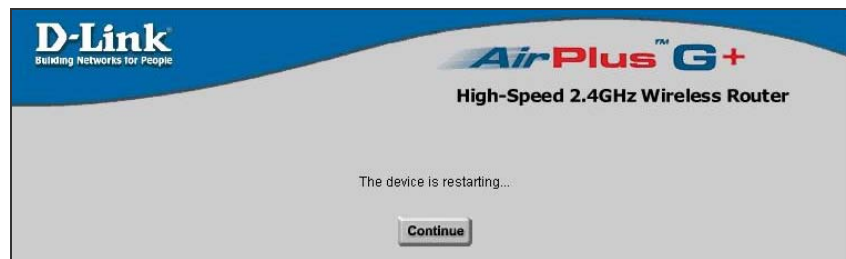 D-Link
Building Networks for People
AirPlus™ G+
High-Speed 2.4GHz Wireless Router
The device is restarting...
Continue